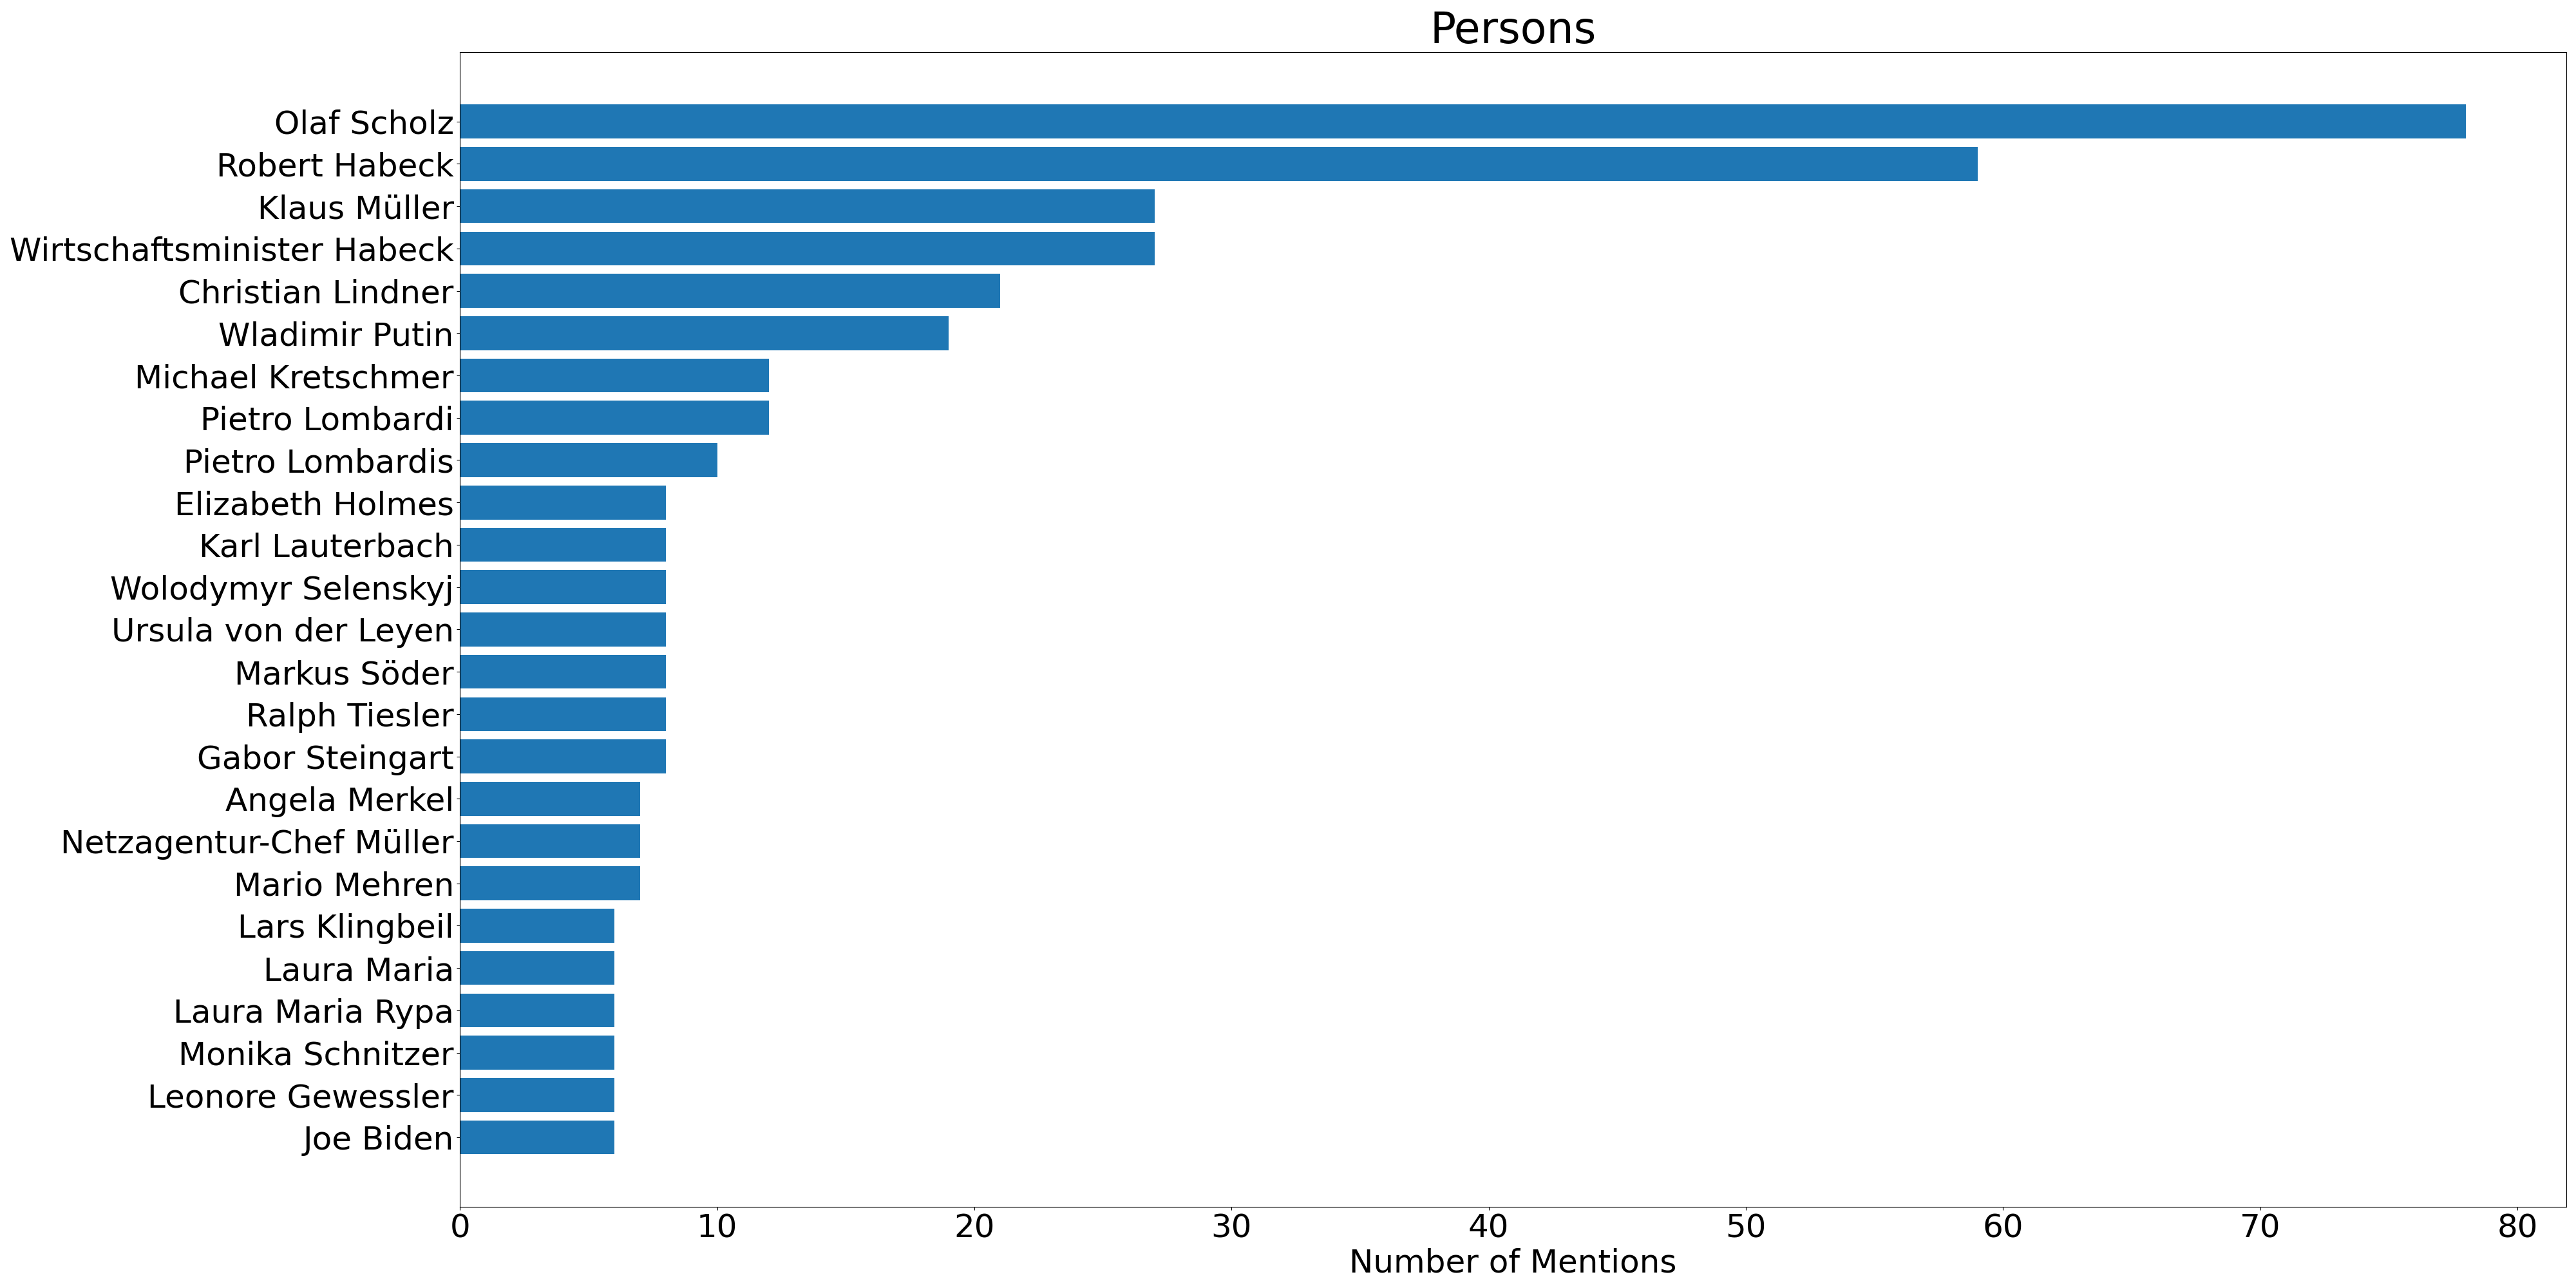 Persons
Olaf Scholz
Robert Habeck
Klaus Müller
Wirtschaftsminister Habeck
Christian Lindner
Wladimir Putin
Michael Kretschmer
Pietro Lombardi
Pietro Lombardis
Elizabeth Holmes
Karl Lauterbach
Wolodymyr Selenskyj
Ursula von der Leyen
Markus Söder
Ralph Tiesler
Gabor Steingart
Angela Merkel
Netzagentur-Chef Müller
Mario Mehren
Lars Klingbeil
Laura Maria
Laura Maria Rypa
Monika Schnitzer
Leonore Gewessler
Joe Biden
0 10 20 30 40 50 60 70 80
Number of Mentions